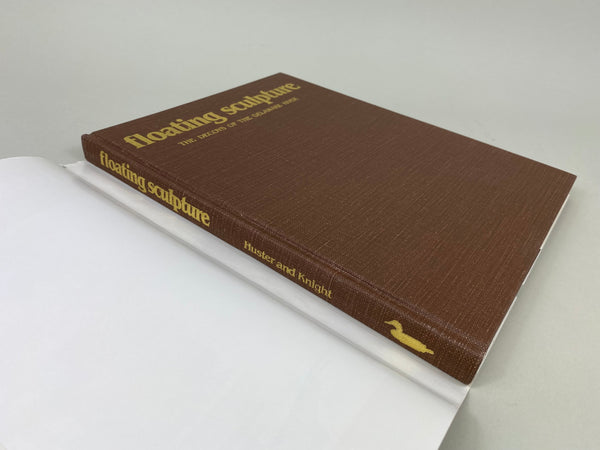 floating sculpture
THE DECOYS OF THE DELAWARE RIVER
floating sculpture
Huster and Knight